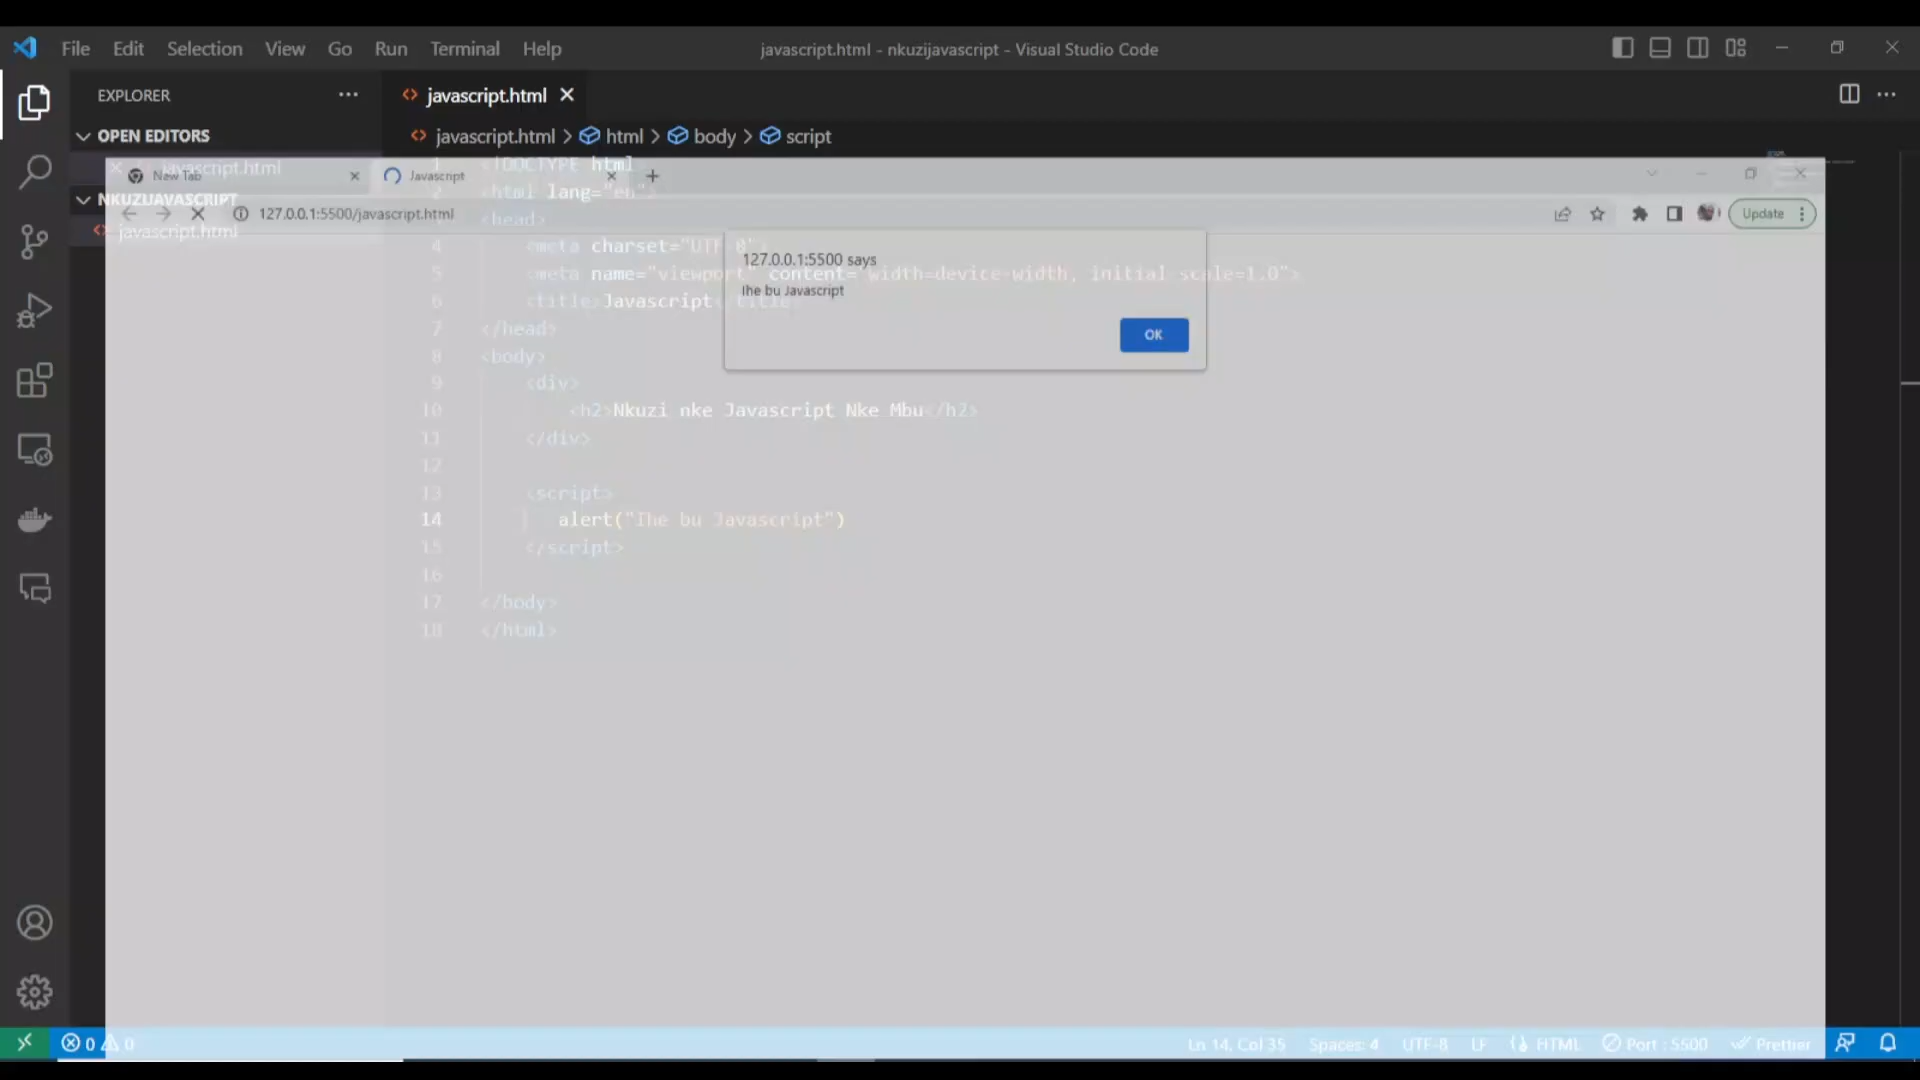 File Edit Selection View Go Run Terminal Help
javascript.html - nkuzijavascript - Visual Studio Code
EXPLORER
javascript.html
OPEN EDITORS
javascript.html > html > body > script
javascript.html
NKUZIJAVASCRIPT
javascript.html
New Tab
Javascript
127.0.0.1:5500/javascript.html
Update
127.0.0.1:5500 says
Ihe bu Javascript
OK
1 <!DOCTYPE html
2 <html lang="en">
<head>
4 <meta charset="UTF 
5 <meta name="viewport" content="width=device-width, initial scale=1.0">
6 <title>Javascript</title
7 </head>
8 <body>
9 <div>
10 <h2>Nkuzi nke Javascript Nke Mbu</h2>
11 </div>
12
13 <script>
14 alert("Ihe bu Javascript")
15 </script>
16
17 </body>
18 </html>
0 0
Ln 14, Col 35 Spaces: 4 UTF-8 LF HTML Port : 5500 Prettier